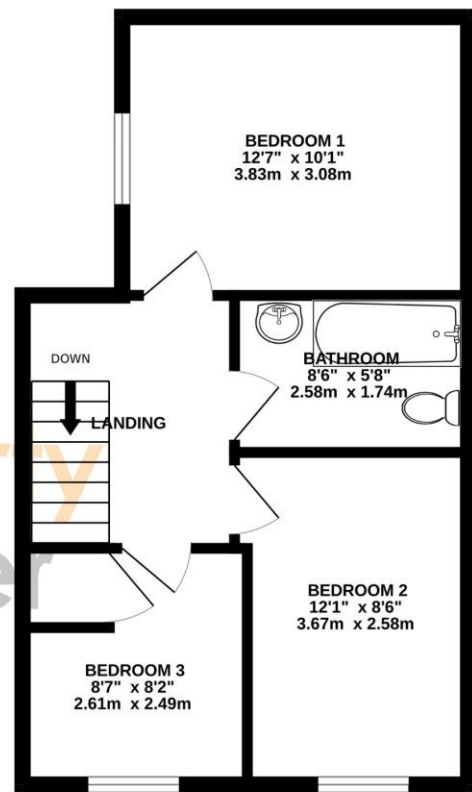 BEDROOM 1
12'7" x 10'1"
3.83m x 3.08m
DOWN
LANDING
BATHROOM
8'6" x 5'8"
2.58m x 1.74m
BEDROOM 2
12'1" x 8'6"
3.67m x 2.58m
BEDROOM 3
8'7" x 8'2"
2.61m x 2.49m